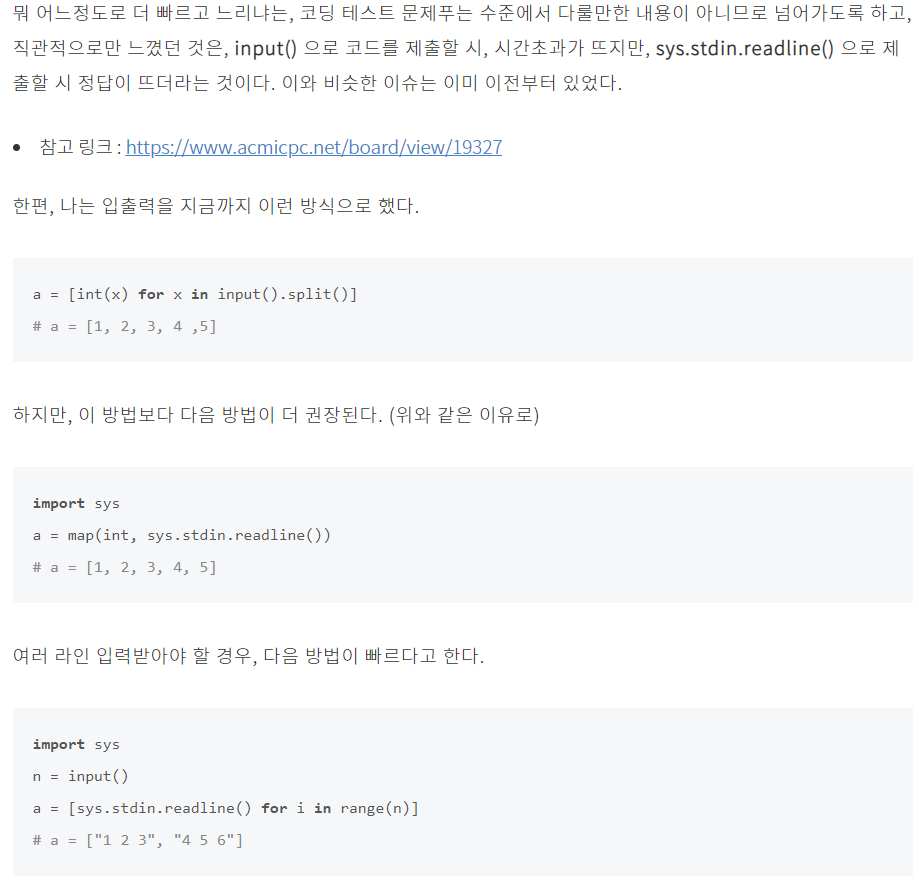 뭐 어느정도로 더 빠르고 느리냐는, 코딩 테스트 문제푸는 수준에서 다룰만한 내용이 아니므로 넘어가도록 하고,
직관적으로만 느꼈던 것은, input() 으로 코드를 제출할 시, 시간초과가 뜨지만, sys.stdin.readline() 으로 제
출할 시 정답이 뜨더라는 것이다. 이와 비슷한 이슈는 이미 이전부터 있었다.
• 참고 링크 : https://www.acmicpc.net/board/view/19327
한편, 나는 입출력을 지금까지 이런 방식으로 했다.
a = [int(x) for x in input().split()]
# a = [1, 2, 3, 4 ,5]
하지만, 이 방법보다 다음 방법이 더 권장된다. (위와 같은 이유로)
import sys
a = map(int, sys.stdin.readline())
# a = [1, 2, 3, 4, 5]
여러 라인 입력받아야 할 경우, 다음 방법이 빠르다고 한다.
import sys
n = input()
a = [sys.stdin.readline() for i in range(n)]
# a = ["1 2 3", "4 5 6"]